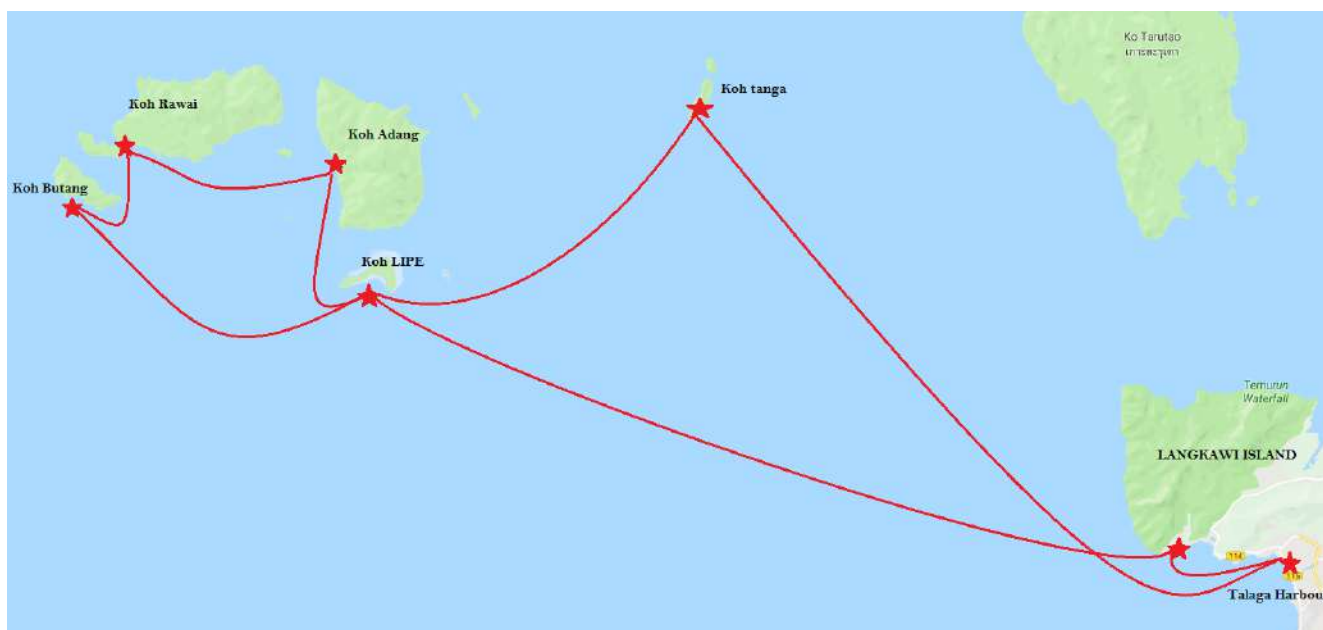 Ko Tarutao
Koh tanga
Koh Rawai
Koh Adang
Koh Butang
Koh LIPE
Temurun
Waterfall
LANGKAWI ISLAND
114
115
Talaga Harbou